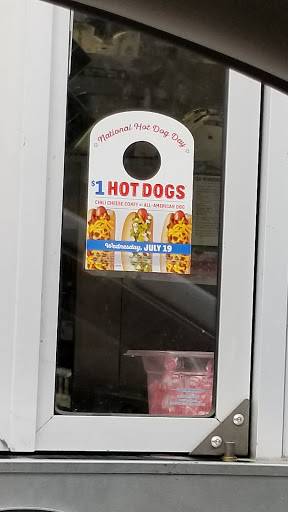 National Hot Dog Day
$1 HOT DOGS
CHILI CHEESE CONEY or ALL-AMERICAN DOG
Wednesday, JULY 19